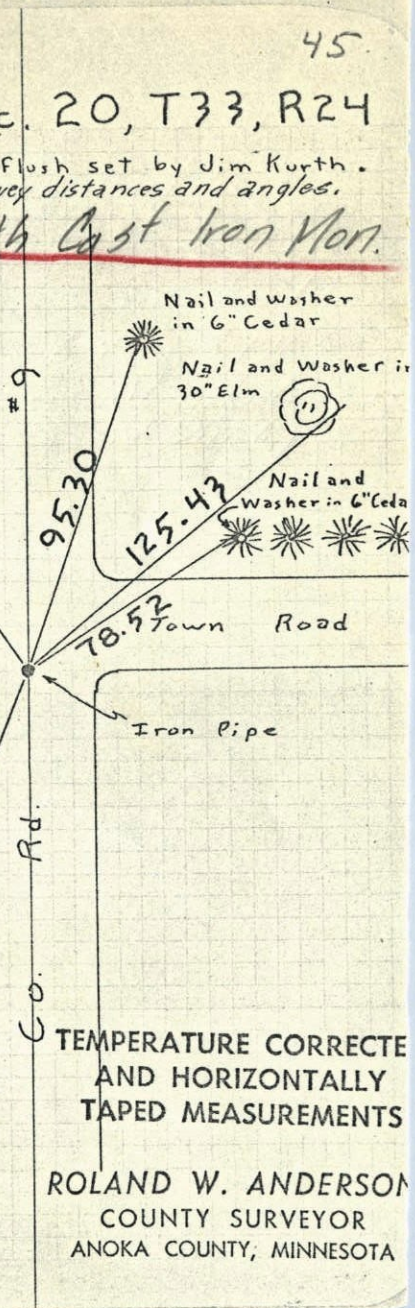 45
c. 20, T33, R24
flush set by Jim Kurth.
vey distances and angles.
th Cast Iron Mon.
Nail and Washer
in 6" Cedar
Nail and Washer in
30" Elm
#9
Nail and
Washer in 6" Ceda
95.30
125.43
78.52
Town Road
Iron Pipe
Co. Rd.
TEMPERATURE CORRECTE
AND HORIZONTALLY
TAPED MEASUREMENTS
ROLAND W. ANDERSON
COUNTY SURVEYOR
ANOKA COUNTY, MINNESOTA